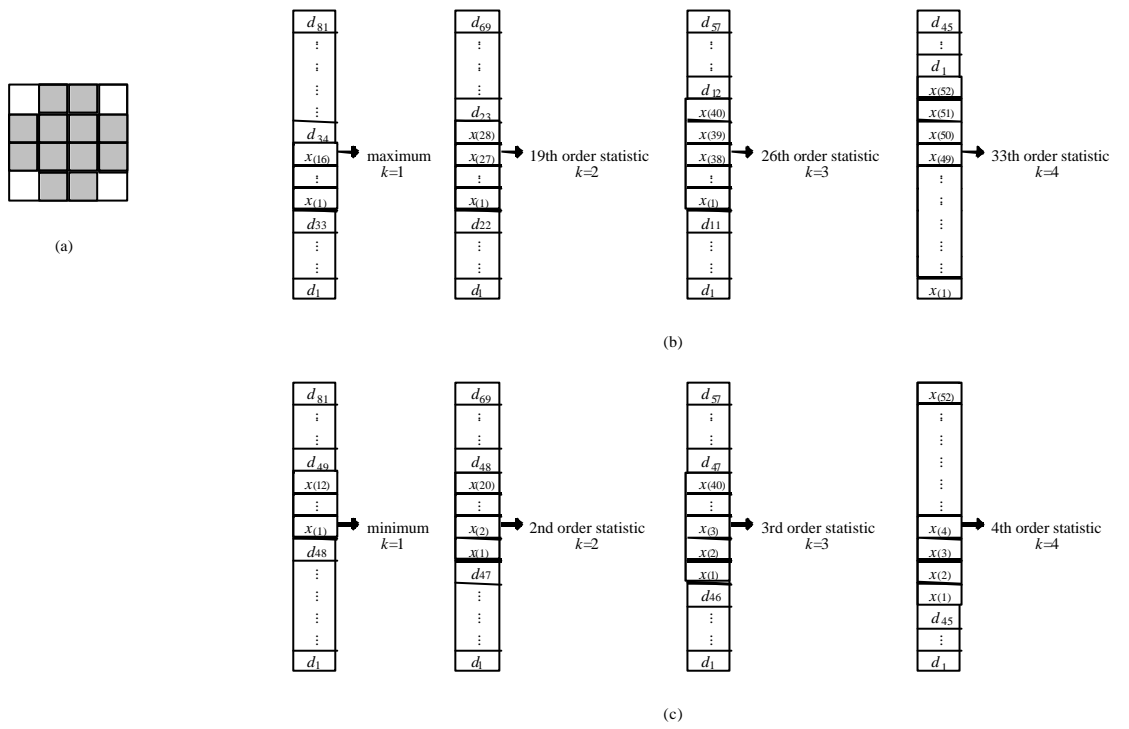 d81
d34
x(16)
x(1)
d33
d1
maximum
k=1
d69
d23
x(28)
x(27)
x(1)
d22
d1
19th order statistic
k=2
d57
d12
x(40)
x(39)
x(38)
x(1)
d11
d1
26th order statistic
k=3
d45
d1
x(52)
x(51)
x(50)
x(49)
x(1)
33th order statistic
k=4
(a)
(b)
d81
d49
x(12)
x(1)
d48
d1
minimum
k=1
d69
d48
x(20)
x(2)
x(1)
d47
d1
2nd order statistic
k=2
d57
d47
x(40)
x(3)
x(2)
x(1)
d46
d1
3rd order statistic
k=3
x(52)
x(4)
x(3)
x(2)
x(1)
d45
d1
4th order statistic
k=4
(c)